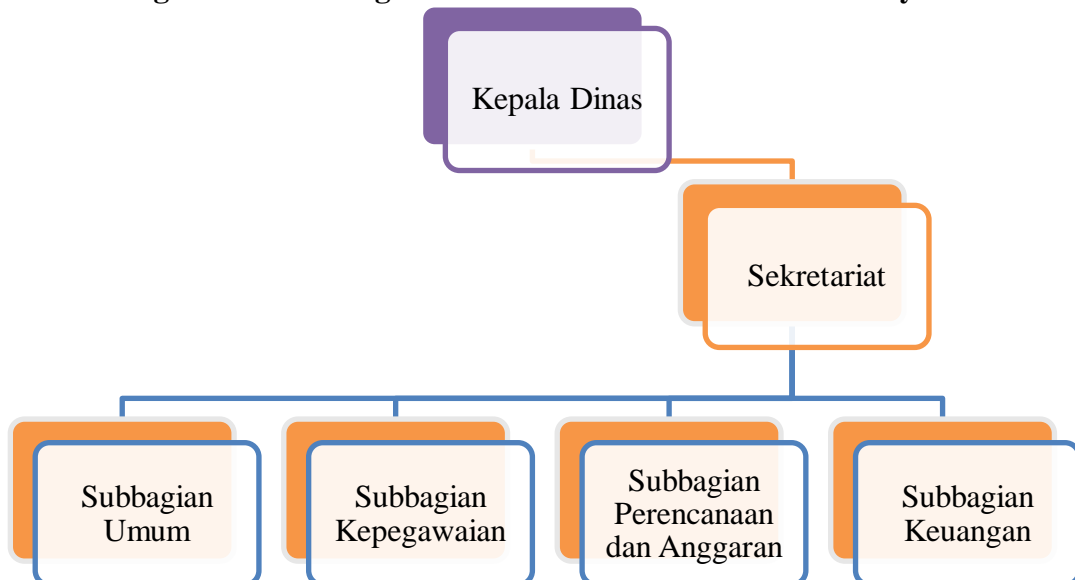 Kepala Dinas
Sekretariat
Subbagian
Umum
Subbagian
Kepegawaian
Subbagian
Perencanaan
dan Anggaran
Subbagian
Keuangan